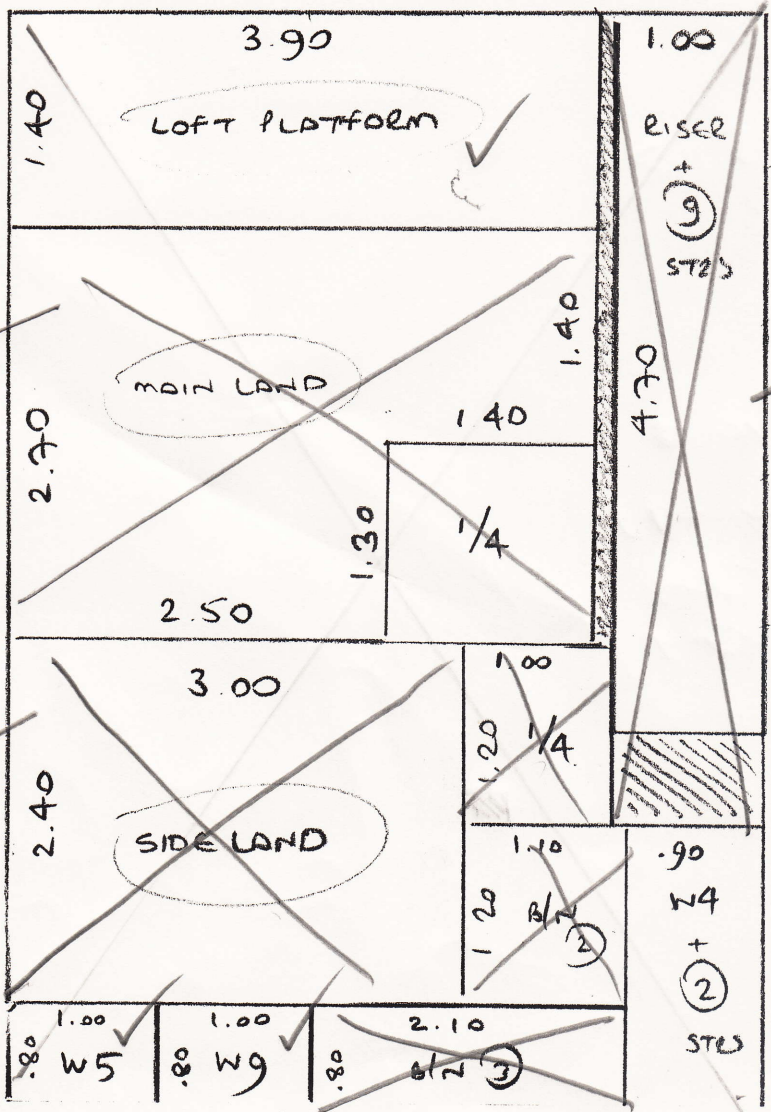 3.90
1.40
LOFT PLATFORM
1.00
RISER
+
9
STRS
4.70
MAIN LAND
2.70
1.40
1 40
1.30
1/4
2.50
3.00
2.40
SIDE LAND
1.00
1.20
1/4
1.10
1 20
B/N
2
.90
W4
+
2
STRS
1.00
.80
W5
1.00
.80
W9
2.10
.80
B/N 3